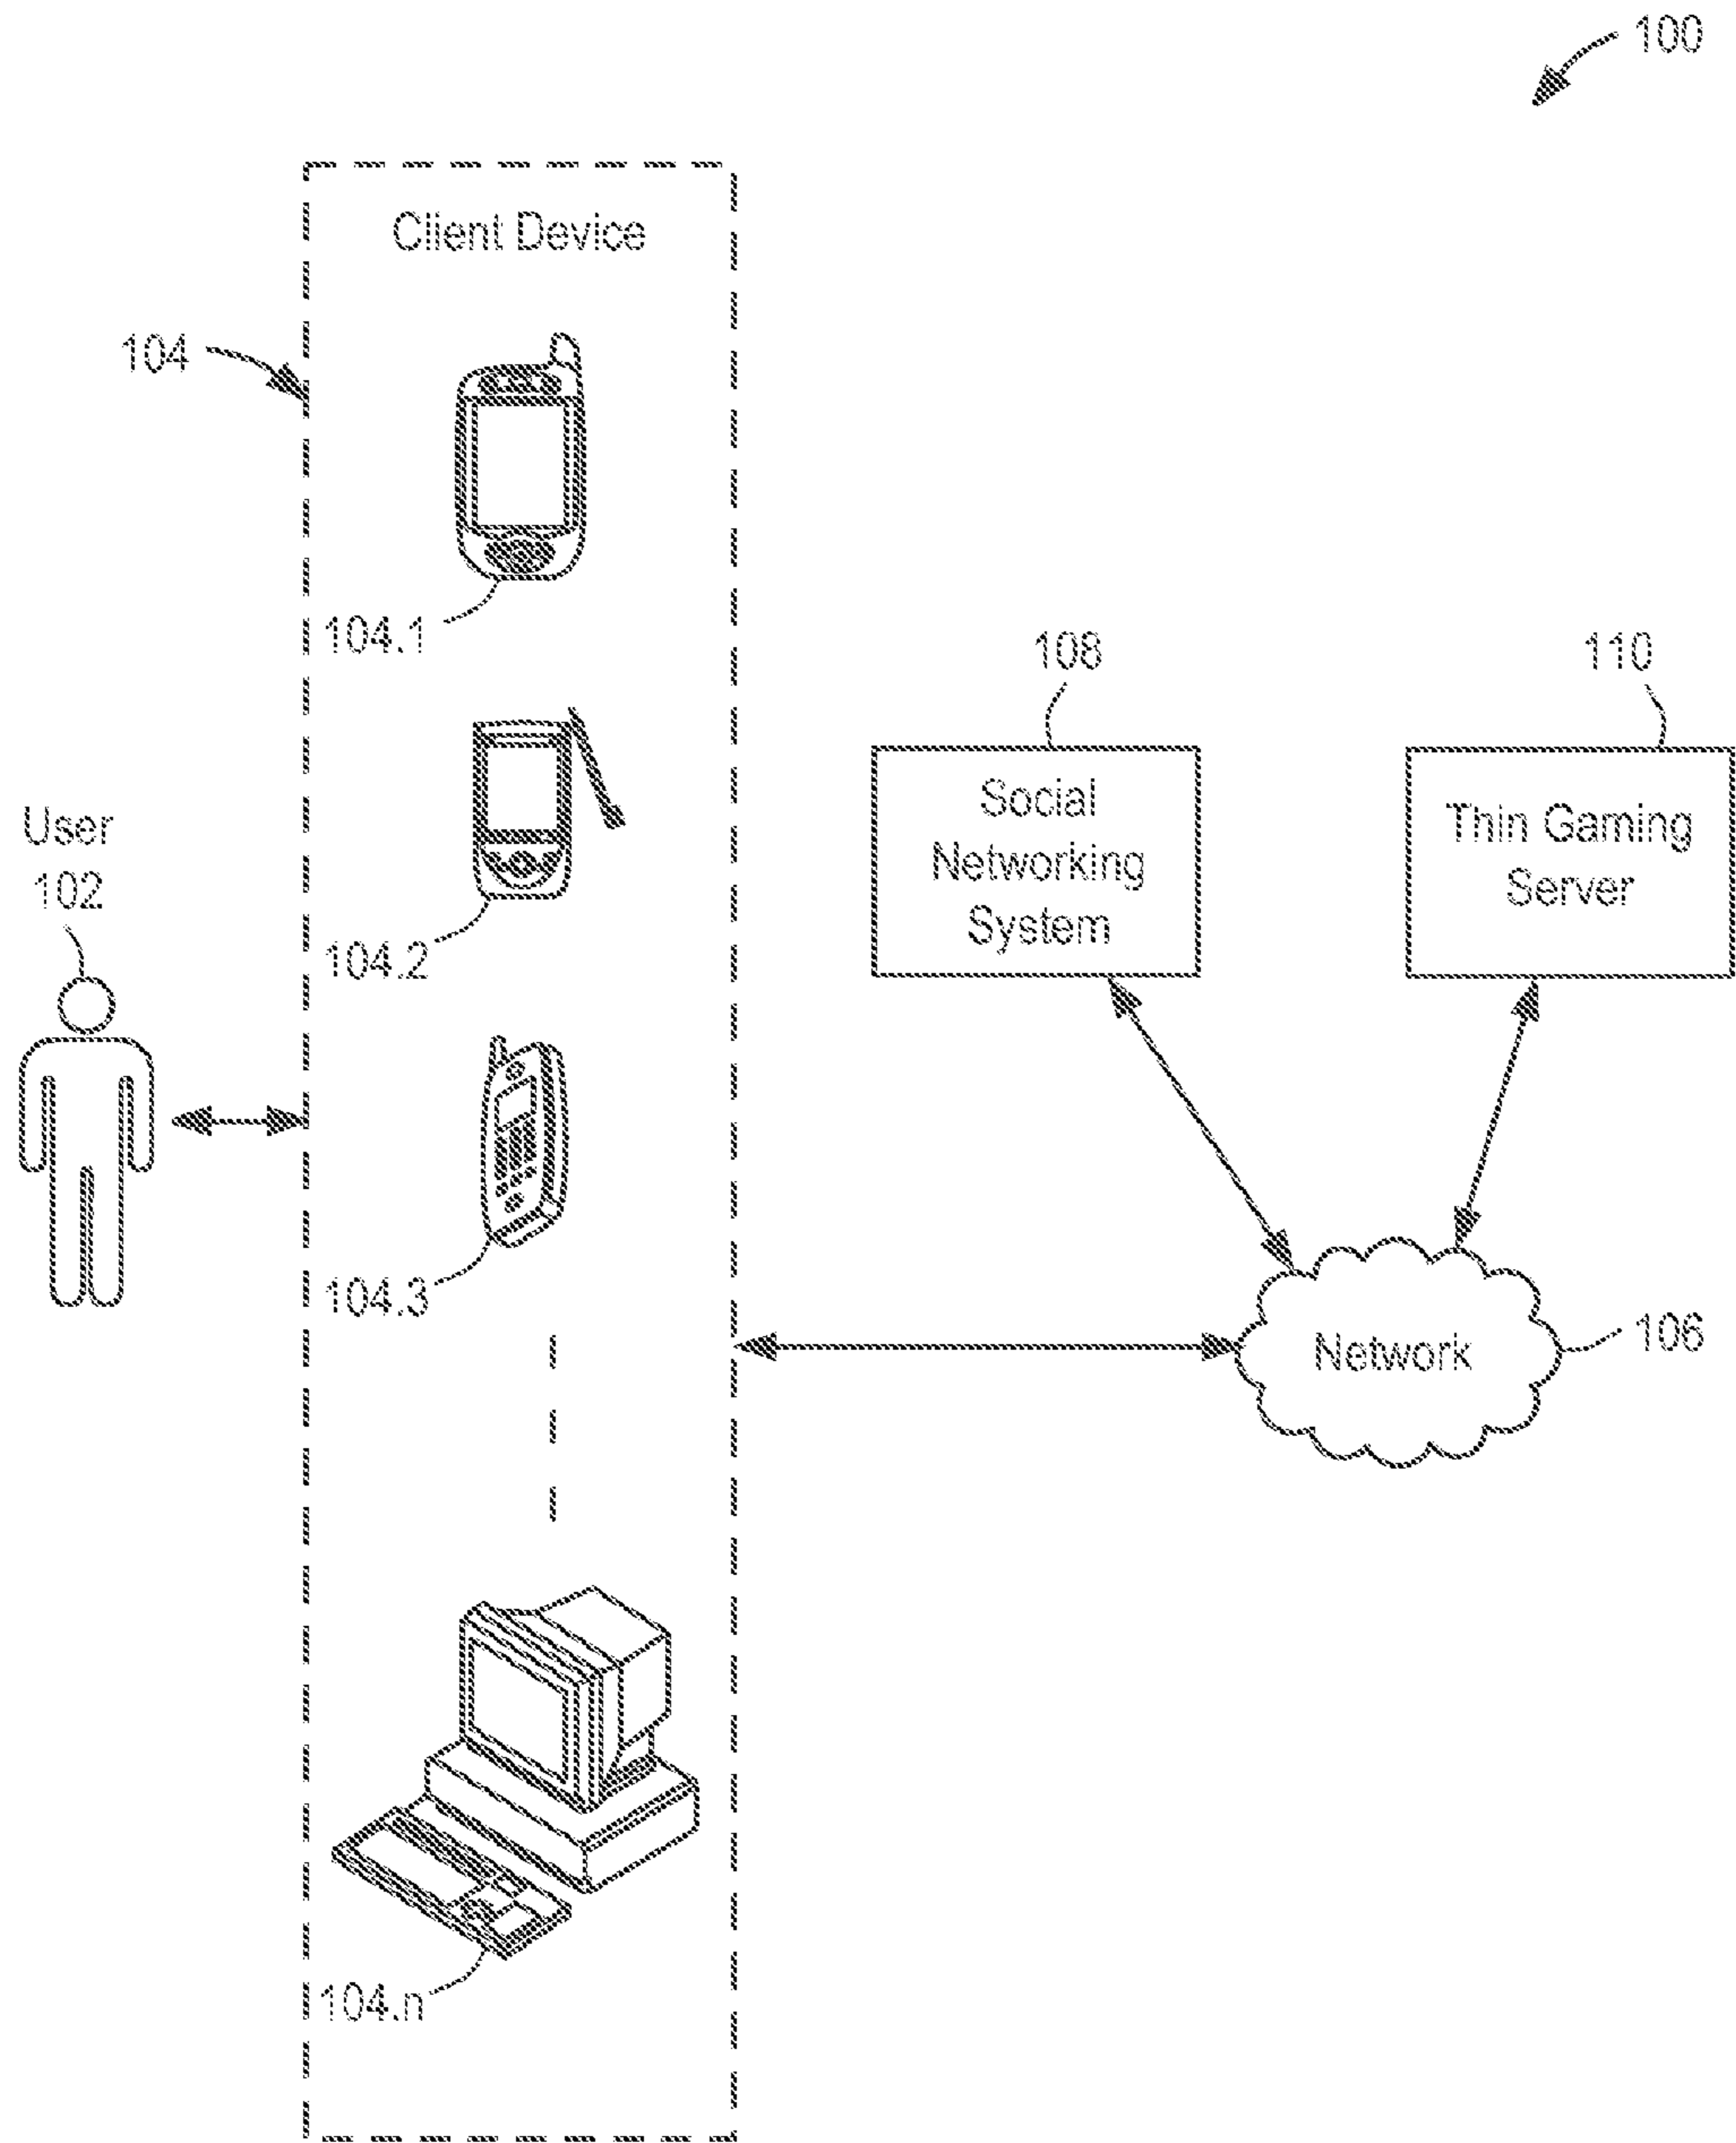 100
Client Device
104
104.1
108
110
Social
Networking
System
Thin Gaming
Server
User
102
104.2
104.3
Network
106
104.n